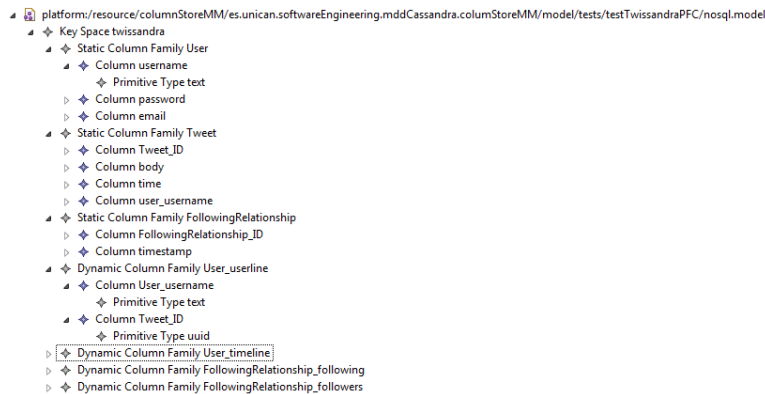 platform:/resource/columnStoreMM/es.unican.softwareEngineering.mddCassandra.columStoreMM/model/tests/testTwissandraPFC/nosql.model
Key Space twissandra
Static Column Family User
Column username
Primitive Type text
Column password
Column email
Static Column Family Tweet
Column Tweet_ID
Column body
Column time
Column user_username
Static Column Family FollowingRelationship
Column FollowingRelationship_ID
Column timestamp
Dynamic Column Family User_userline
Column User_username
Primitive Type text
Column Tweet_ID
Primitive Type uuid
Dynamic Column Family User_timeline
Dynamic Column Family FollowingRelationship_following
Dynamic Column Family FollowingRelationship_followers